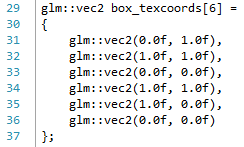 29 glm::vec2 box_texcoords[6] =
30 {
31     glm::vec2(0.0f, 1.0f),
32     glm::vec2(1.0f, 1.0f),
33     glm::vec2(0.0f, 0.0f),
34     glm::vec2(1.0f, 1.0f),
35     glm::vec2(1.0f, 0.0f),
36     glm::vec2(0.0f, 0.0f)
37 };